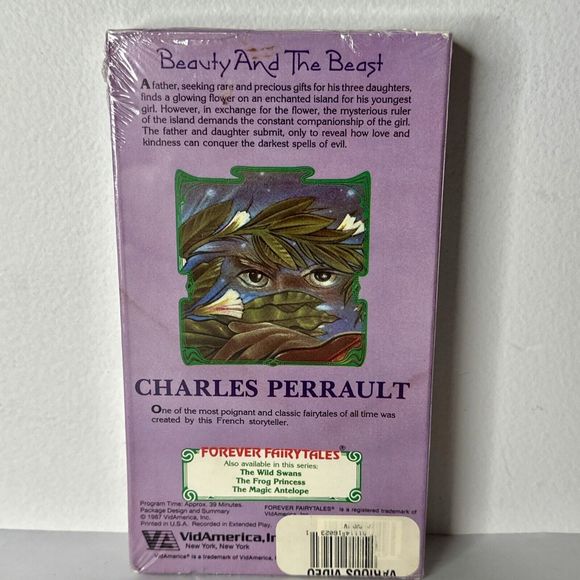 Beauty And The Beast
A father, seeking rare and precious gifts for his three daughters,
finds a glowing flower on an enchanted island for his youngest
girl. However, in exchange for the flower, the mysterious ruler
of the island demands the constant companionship of the girl.
The father and daughter submit, only to reveal how love and
kindness can conquer the darkest spells of evil.
CHARLES PERRAULT
One of the most poignant and classic fairytales of all time was
created by this French storyteller.
FOREVER FAIRYTALES®
Also available in this series:
The Wild Swans
The Frog Princess
The Magic Antelope
Program Time: Approx. 39 Minutes.
Package Design and Summary
© 1987 VidAmerica, Inc.
Printed in U.S.A. Recorded in Extended Play.
FOREVER FAIRYTALES® is a registered trademark of
VidAmerica, In
VA VidAmerica, In
New York, New York
VidAmerica® is a trademark of VidAmerica,
VARIOUS VIDEO